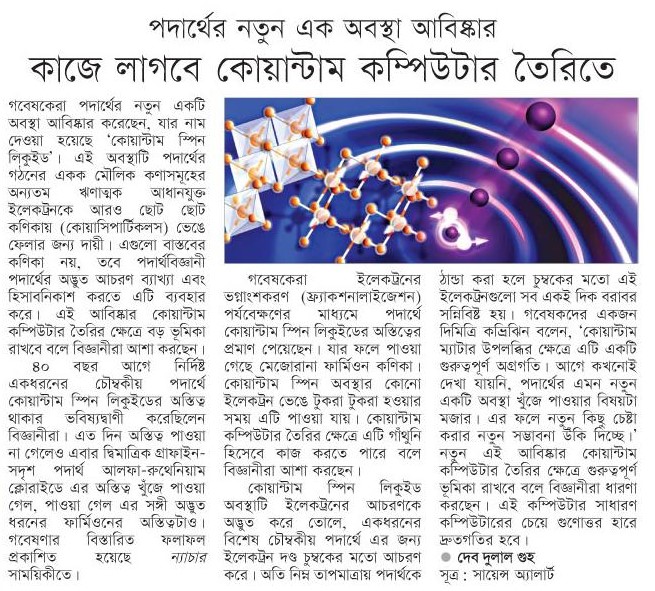 পদার্থের নতুন এক অবস্থা আবিষ্কার
কাজে লাগবে কোয়ান্টাম কম্পিউটার তৈরিতে
গবেষকেরা পদার্থের নতুন একটি
অবস্থা আবিষ্কার করেছেন, যার নাম
দেওয়া হয়েছে ‘কোয়ান্টাম স্পিন
লিকুইড’। এই অবস্থাটি পদার্থের
গঠনের একক মৌলিক কণাসমূহের
অন্যতম ঋণাত্মক আধানযুক্ত
ইলেকট্রনকে আরও ছোট ছোট
কণিকায় (কোয়াসিপার্টিকলস) ভেঙে
ফেলার জন্য দায়ী। এগুলো বাস্তবের
কণিকা নয়, তবে পদার্থবিজ্ঞানী
পদার্থের অদ্ভুত আচরণ ব্যাখ্যা এবং
হিসাবনিকাশ করতে এটি ব্যবহার
করে। এই আবিষ্কার কোয়ান্টাম
কম্পিউটার তৈরির ক্ষেত্রে বড় ভূমিকা
রাখবে বলে বিজ্ঞানীরা আশা করছেন।
৪০ বছর আগে নির্দিষ্ট
একধরনের চৌম্বকীয় পদার্থে
কোয়ান্টাম স্পিন লিকুইডের অস্তিত্ব
থাকার ভবিষ্যদ্বাণী করেছিলেন
বিজ্ঞানীরা। এত দিন অস্তিত্ব পাওয়া
না গেলেও এবার দ্বিমাত্রিক গ্রাফাইন-
সদৃশ পদার্থ আলফা-রুথেনিয়াম
ক্লোরাইডে এর অস্তিত্ব খুঁজে পাওয়া
গেল, পাওয়া গেল এর সঙ্গী অদ্ভুত
ধরনের ফার্মিওনের অস্তিত্বটাও।
গবেষণার বিস্তারিত ফলাফল
প্রকাশিত হয়েছে ন্যাচার
সাময়িকীতে।
গবেষকেরা ইলেকট্রনের
ভগ্নাংশকরণ (ফ্র্যাকশনালাইজেশন)
পর্যবেক্ষণের মাধ্যমে পদার্থে
কোয়ান্টাম স্পিন লিকুইডের অস্তিত্বের
প্রমাণ পেয়েছেন। যার ফলে পাওয়া
গেছে মেজোরানা ফার্মিওন কণিকা।
কোয়ান্টাম স্পিন অবস্থার কোনো
ইলেকট্রন ভেঙে টুকরা টুকরা হওয়ার
সময় এটি পাওয়া যায়। কোয়ান্টাম
কম্পিউটার তৈরির ক্ষেত্রে এটি গাঁথুনি
হিসেবে কাজ করতে পারে বলে
বিজ্ঞানীরা আশা করছেন।
কোয়ান্টাম স্পিন লিকুইড
অবস্থাটি ইলেকট্রনের আচরণকে
অদ্ভুত করে তোলে, একধরনের
বিশেষ চৌম্বকীয় পদার্থে এর জন্য
ইলেকট্রন দণ্ড চুম্বকের মতো আচরণ
করে। অতি নিম্ন তাপমাত্রায় পদার্থকে
ঠান্ডা করা হলে চুম্বকের মতো এই
ইলেকট্রনগুলো সব একই দিক বরাবর
সন্নিবিষ্ট হয়। গবেষকদের একজন
দিমিত্রি কভ্রিঝিন বলেন, ‘কোয়ান্টাম
ম্যাটার উপলব্ধির ক্ষেত্রে এটি একটি
গুরুত্বপূর্ণ অগ্রগতি। আগে কখনোই
দেখা যায়নি, পদার্থের এমন নতুন
একটি অবস্থা খুঁজে পাওয়ার বিষয়টা
মজার। এর ফলে নতুন কিছু চেষ্টা
করার নতুন সম্ভাবনা উঁকি দিচ্ছে।’
নতুন এই আবিষ্কার কোয়ান্টাম
কম্পিউটার তৈরির ক্ষেত্রে গুরুত্বপূর্ণ
ভূমিকা রাখবে বলে বিজ্ঞানীরা ধারণা
করছেন। এই কম্পিউটার সাধারণ
কম্পিউটারের চেয়ে গুণোত্তর হারে
দ্রুতগতির হবে।
● দেব দুলাল গুহ
সূত্র : সায়েন্স অ্যালার্ট